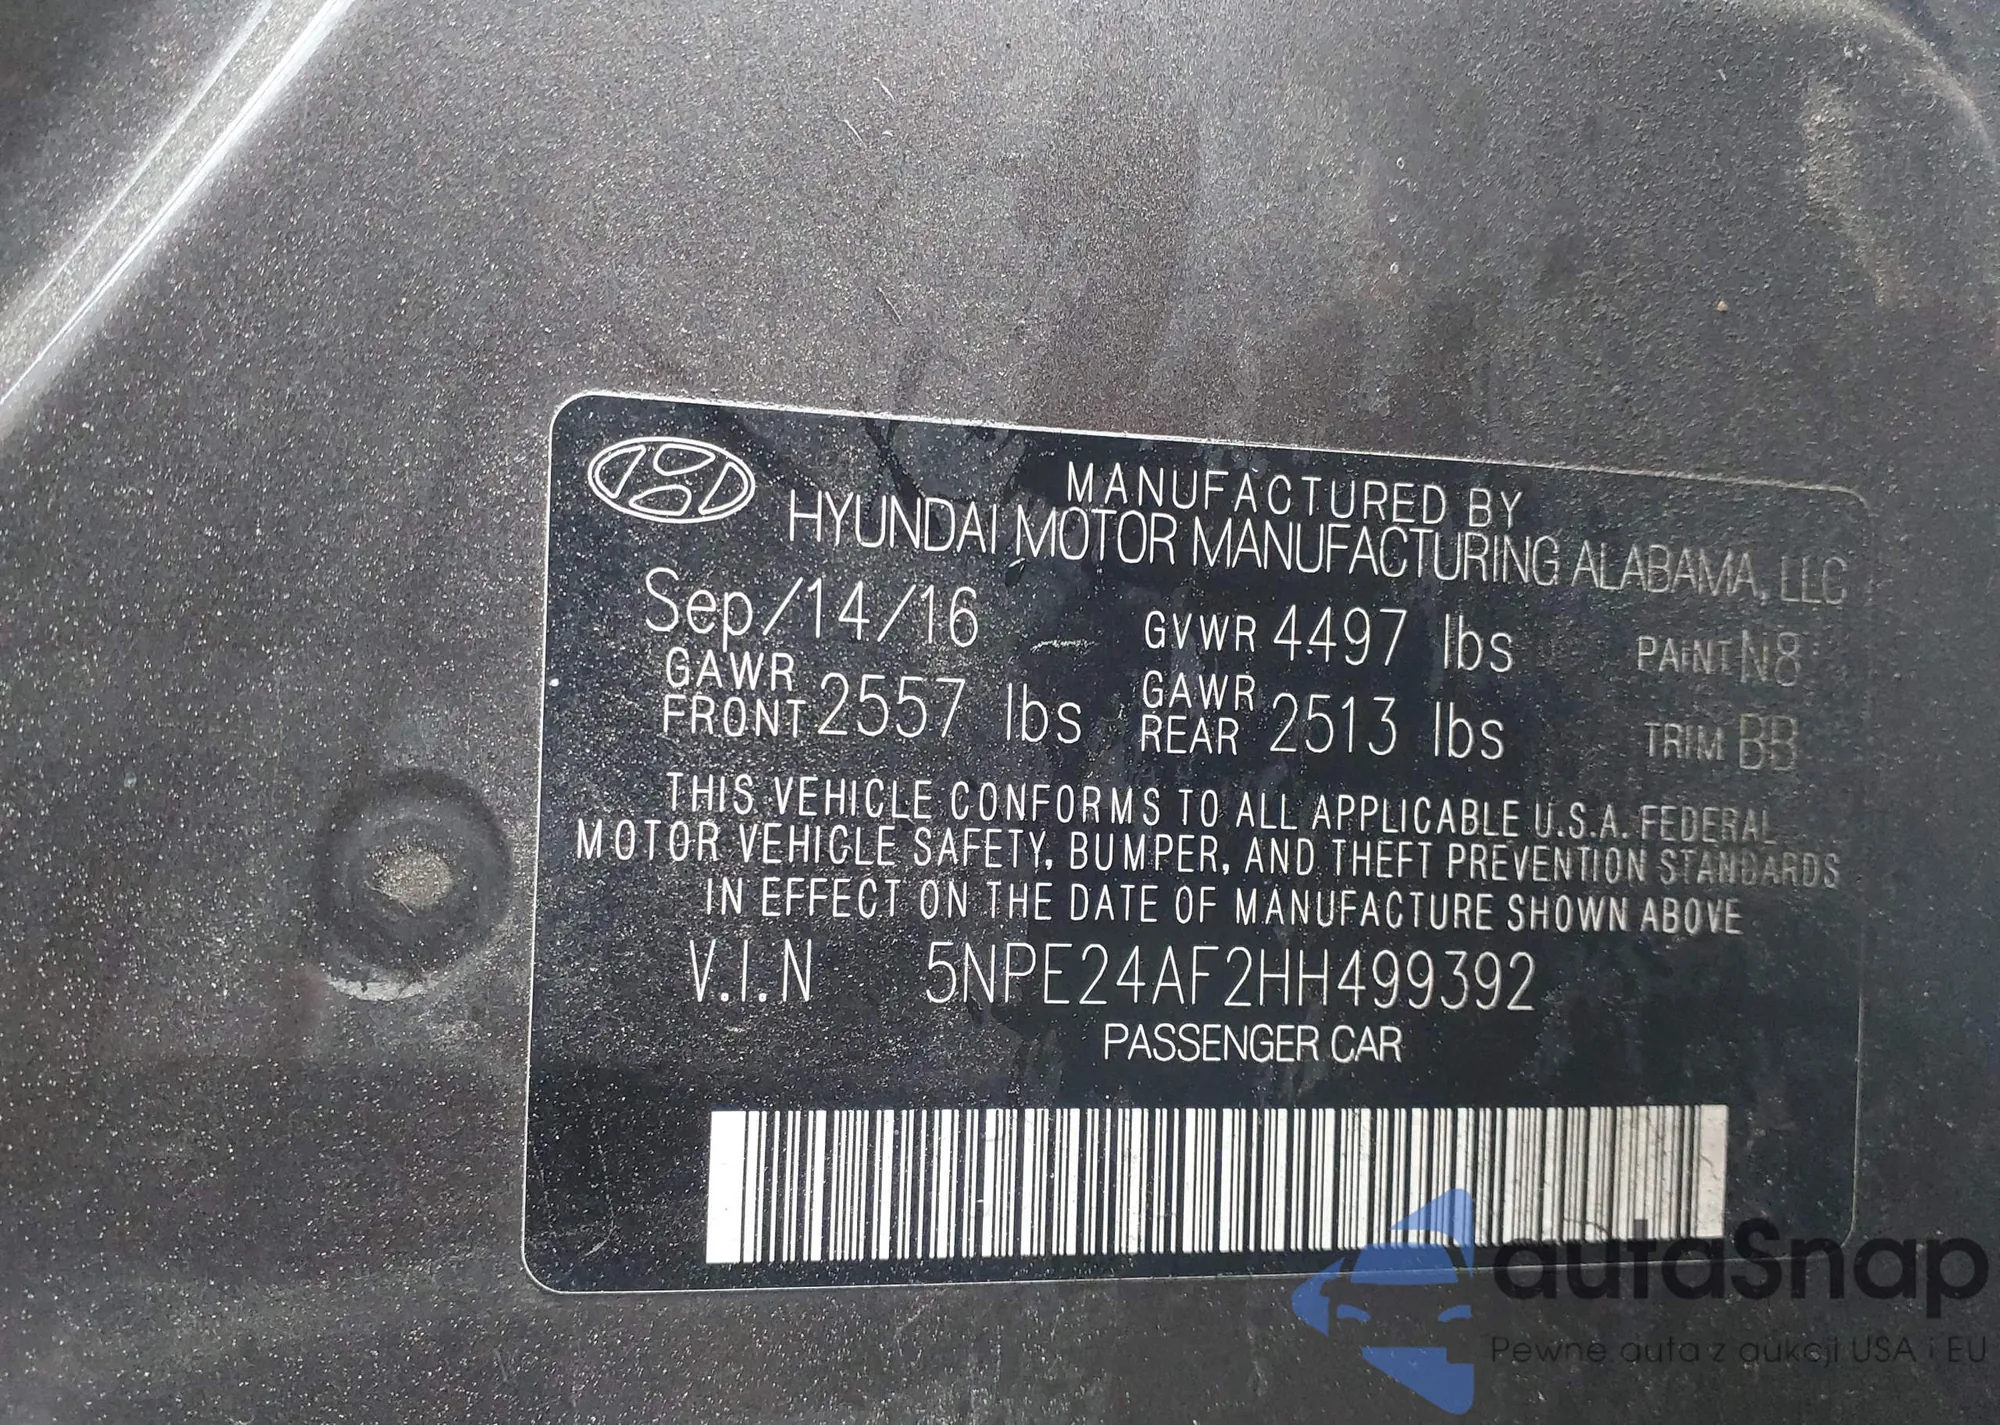 MANUFACTURED BY
HYUNDAI MOTOR MANUFACTURING ALABAMA, LLC
Sep/14/16 GVWR 4497 lbs PAINT N8
GAWR FRONT 2557 lbs GAWR REAR 2513 lbs TRIM BB
THIS VEHICLE CONFORMS TO ALL APPLICABLE U.S.A. FEDERAL
MOTOR VEHICLE SAFETY, BUMPER, AND THEFT PREVENTION STANDARDS
IN EFFECT ON THE DATE OF MANUFACTURE SHOWN ABOVE
V.I.N 5NPE24AF2HH499392
PASSENGER CAR
autaSnap
Pewne auta z aukcji USA i EU